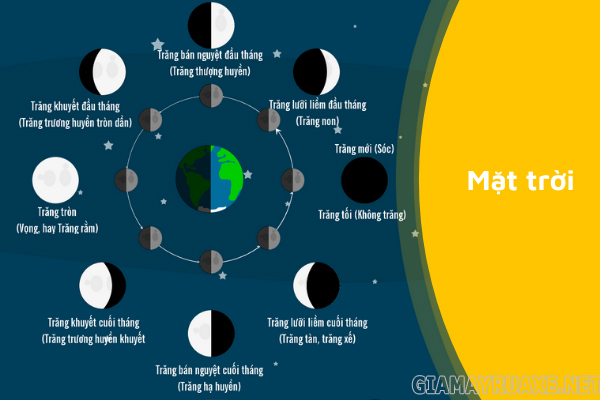 Trăng bán nguyệt đầu tháng
(Trăng thượng huyền)
Trăng khuyết đầu tháng
(Trăng trương huyền tròn dần)
Trăng lưỡi liềm đầu tháng
(Trăng non)
Trăng mới (Sóc)
Trăng tối (Không trăng)
Mặt trời
Trăng tròn
(Vọng, hay Trăng rằm)
Trăng khuyết cuối tháng
(Trăng trương huyền khuyết
Trăng lưỡi liềm cuối tháng
(Trăng tàn, trăng xế)
Trăng bán nguyệt cuối tháng
(Trăng hạ huyền)
GIAMAYRUAXE.NET